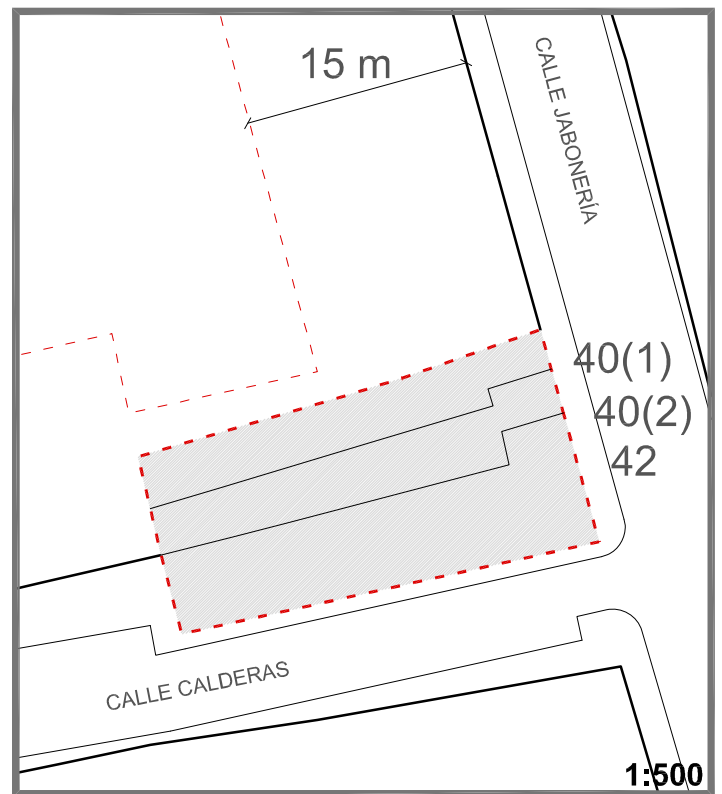 15 m
CALLE JABONERÍA
40(1)
40(2)
42
CALLE CALDERAS
1:500